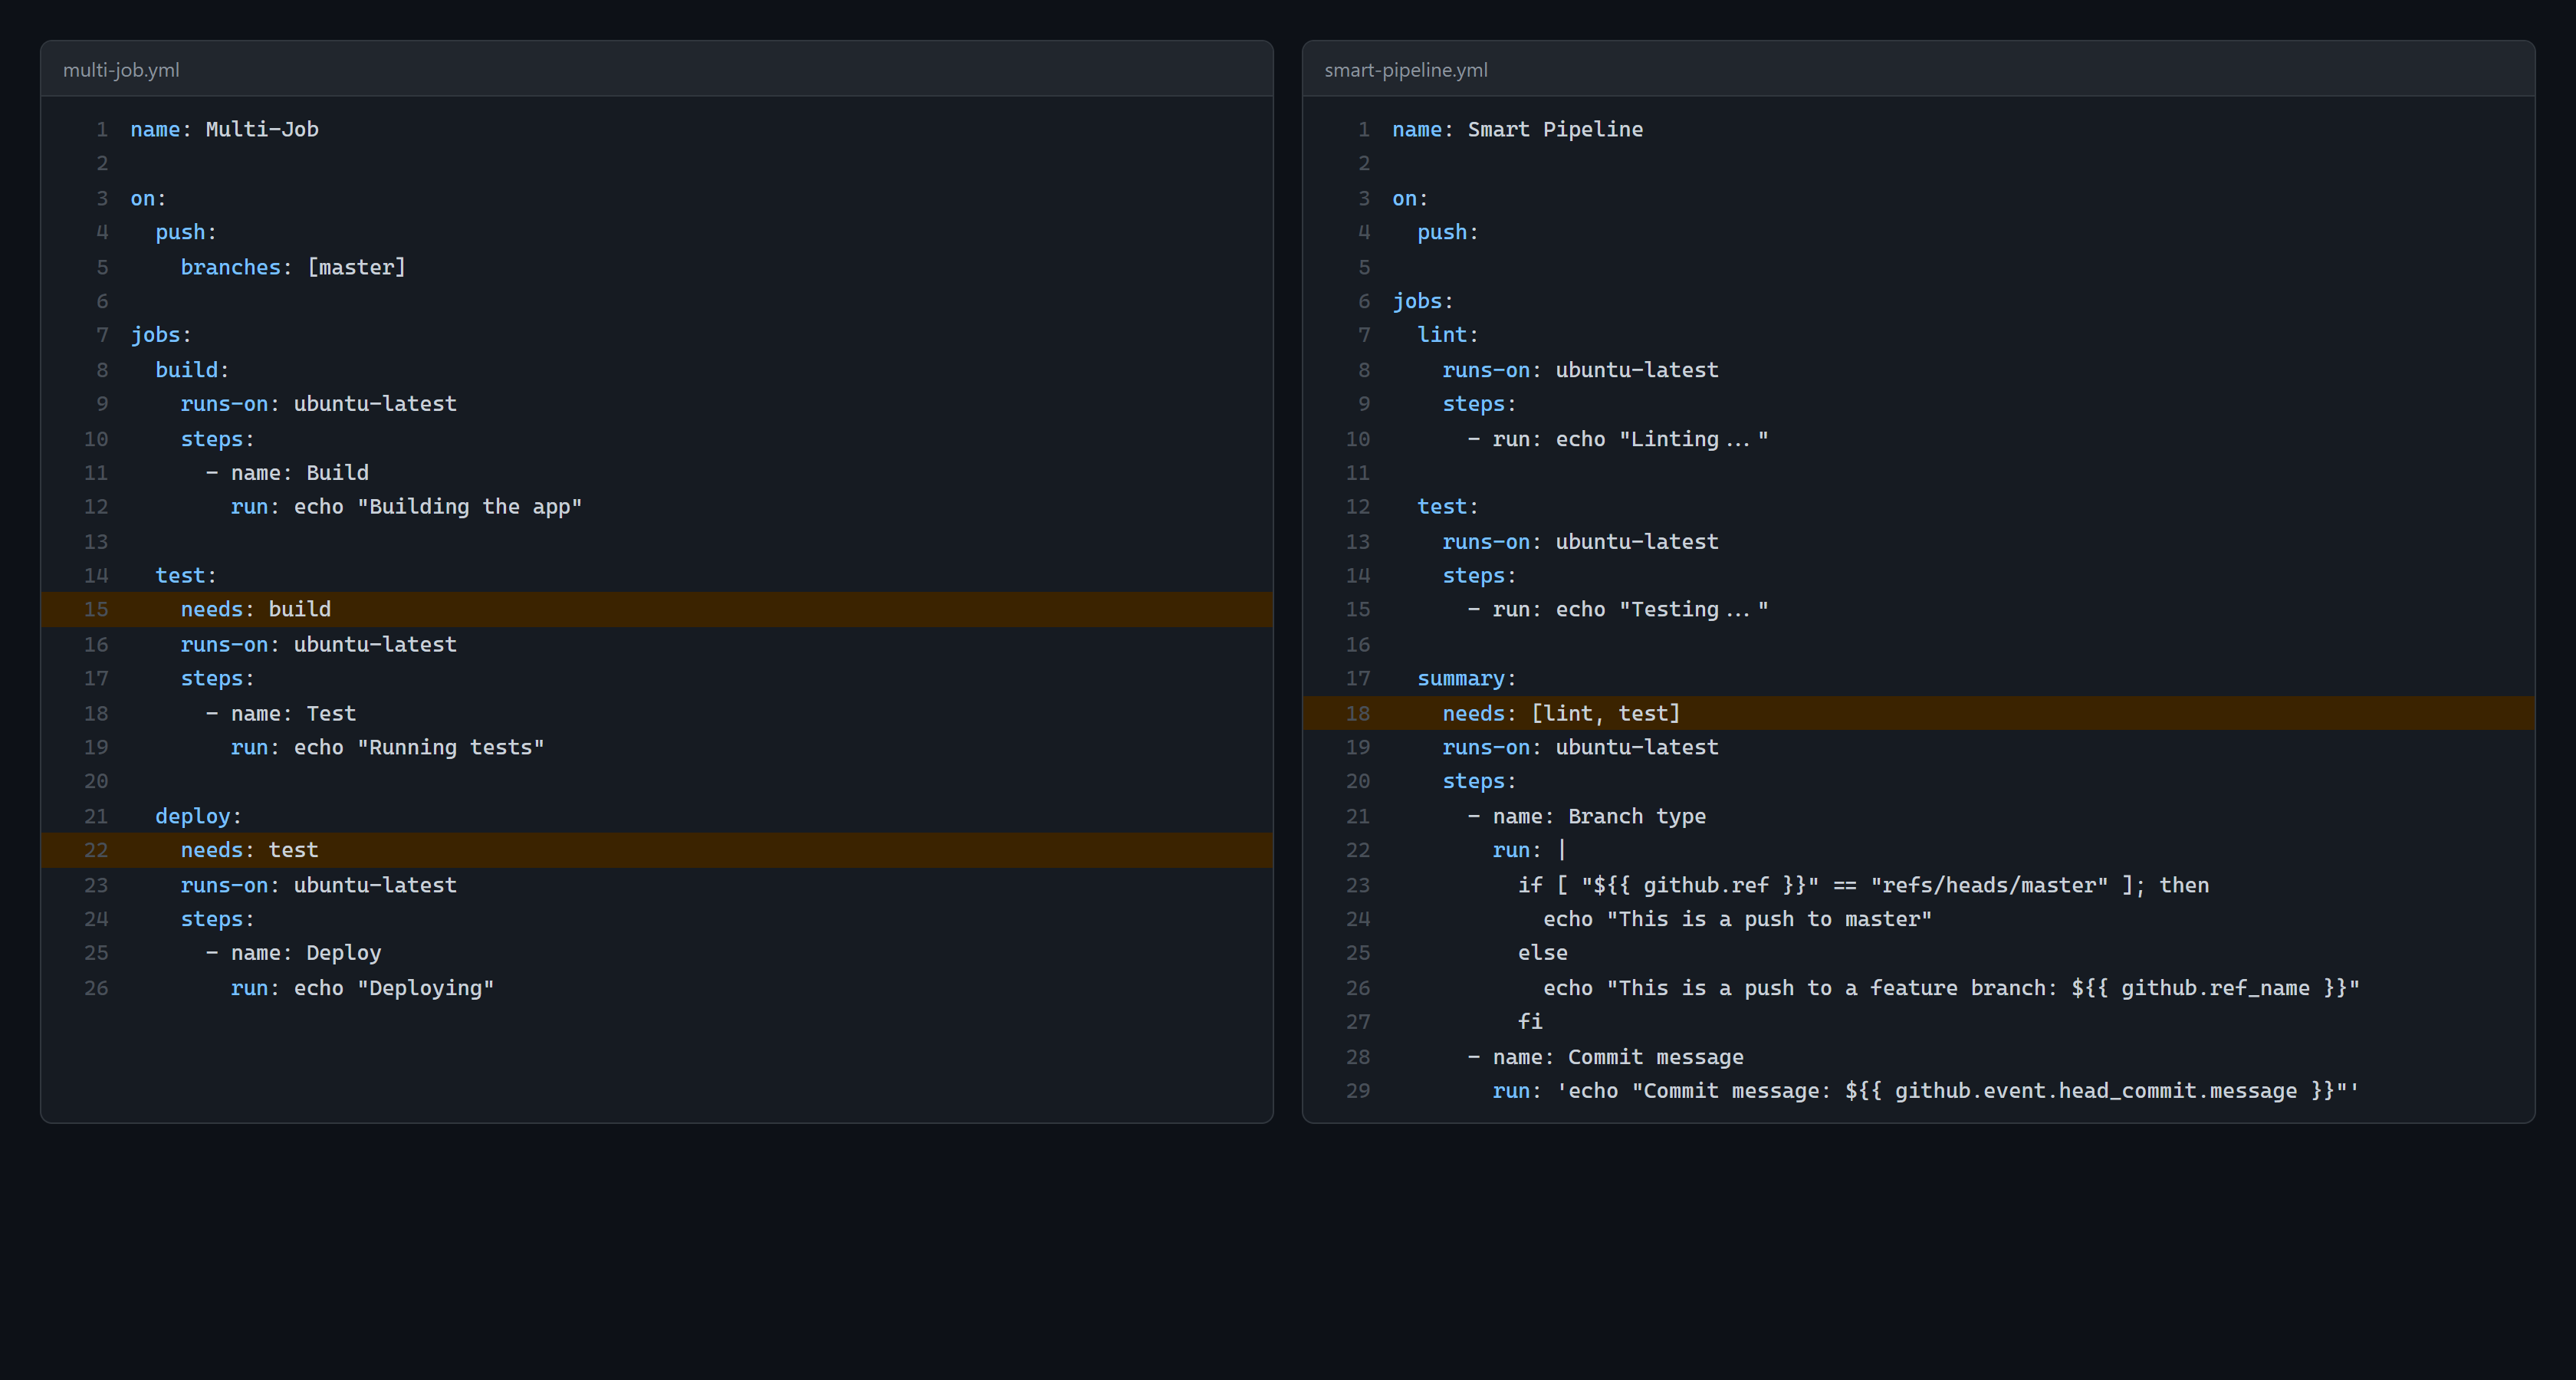 multi-job.yml
1 name: Multi-Job
2
3 on:
4   push:
5     branches: [master]
6
7 jobs:
8   build:
9     runs-on: ubuntu-latest
10     steps:
11       - name: Build
12         run: echo "Building the app"
13
14   test:
15     needs: build
16     runs-on: ubuntu-latest
17     steps:
18       - name: Test
19         run: echo "Running tests"
20
21   deploy:
22     needs: test
23     runs-on: ubuntu-latest
24     steps:
25       - name: Deploy
26         run: echo "Deploying"
smart-pipeline.yml
1 name: Smart Pipeline
2
3 on:
4   push:
5
6 jobs:
7   lint:
8     runs-on: ubuntu-latest
9     steps:
10       - run: echo "Linting..."
11
12   test:
13     runs-on: ubuntu-latest
14     steps:
15       - run: echo "Testing..."
16
17   summary:
18     needs: [lint, test]
19     runs-on: ubuntu-latest
20     steps:
21       - name: Branch type
22         run: |
23           if [ "${{ github.ref }}" == "refs/heads/master" ]; then
24             echo "This is a push to master"
25           else
26             echo "This is a push to a feature branch: ${{ github.ref_name }}"
27           fi
28       - name: Commit message
29         run: 'echo "Commit message: ${{ github.event.head_commit.message }}"'